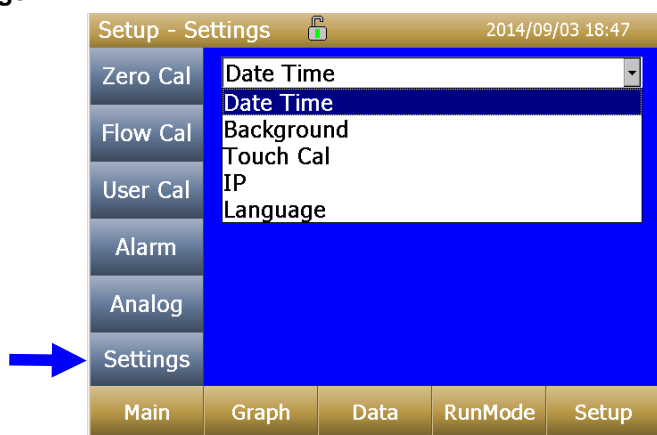 Setup - Settings 2014/09/03 18:47
Zero Cal
Flow Cal
User Cal
Alarm
Analog
Settings
Date Time
Date Time
Background
Touch Cal
IP
Language
Main Graph Data RunMode Setup